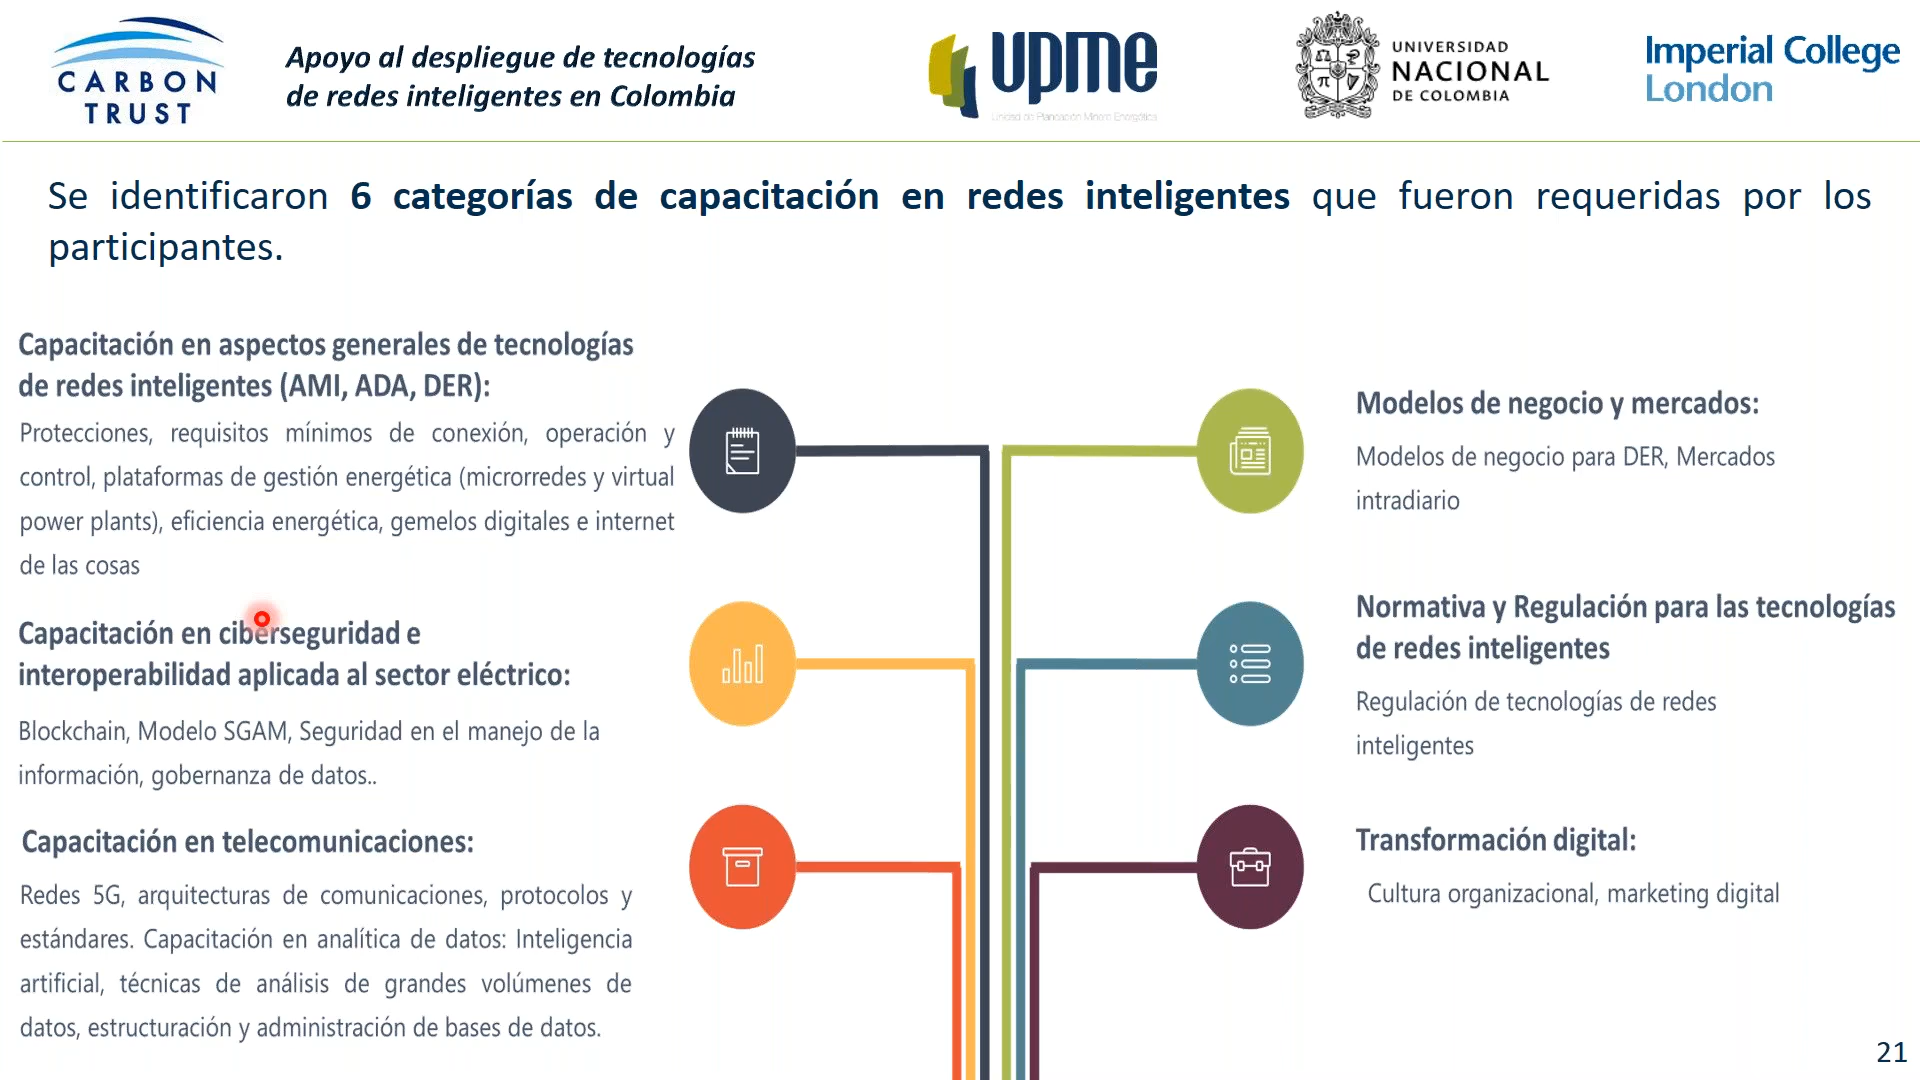 CARBON
TRUST
Apoyo al despliegue de tecnologías
de redes inteligentes en Colombia
upme
Unidad de Planeación Minero Energética
UNIVERSIDAD
NACIONAL
DE COLOMBIA
Imperial College
London
Se identificaron 6 categorías de capacitación en redes inteligentes que fueron requeridas por los
participantes.
Capacitación en aspectos generales de tecnologías
de redes inteligentes (AMI, ADA, DER):
Protecciones, requisitos mínimos de conexión, operación y
control, plataformas de gestión energética (microrredes y virtual
power plants), eficiencia energética, gemelos digitales e internet
de las cosas
Capacitación en ciberseguridad e
interoperabilidad aplicada al sector eléctrico:
Blockchain, Modelo SGAM, Seguridad en el manejo de la
información, gobernanza de datos..
Capacitación en telecomunicaciones:
Redes 5G, arquitecturas de comunicaciones, protocolos y
estándares. Capacitación en analítica de datos: Inteligencia
artificial, técnicas de análisis de grandes volúmenes de
datos, estructuración y administración de bases de datos.
Modelos de negocio y mercados:
Modelos de negocio para DER, Mercados
intradiario
Normativa y Regulación para las tecnologías
de redes inteligentes
Regulación de tecnologías de redes
inteligentes
Transformación digital:
Cultura organizacional, marketing digital
21